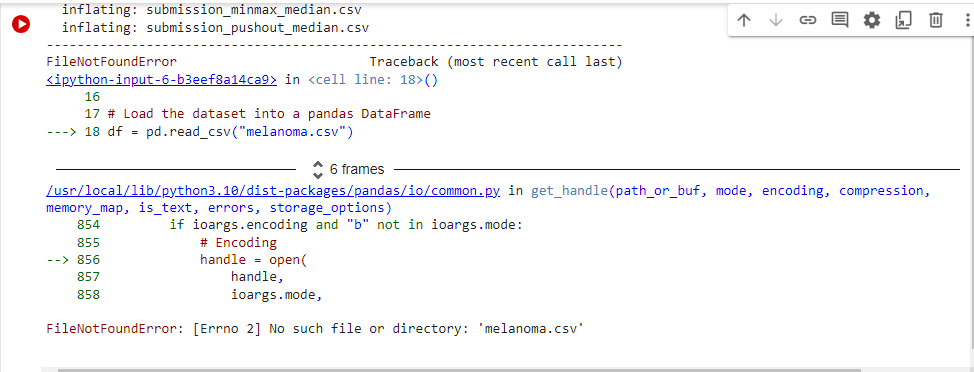 inflating: submission_minmax_median.csv
inflating: submission_pushout_median.csv
---------------------------------------------------------------------------
FileNotFoundError                         Traceback (most recent call last)
<ipython-input-6-b3eef8a14ca9> in <cell line: 18>()
     16
     17 # Load the dataset into a pandas DataFrame
---> 18 df = pd.read_csv("melanoma.csv")
6 frames
/usr/local/lib/python3.10/dist-packages/pandas/io/common.py in get_handle(path_or_buf, mode, encoding, compression,
memory_map, is_text, errors, storage_options)
    854         if ioargs.encoding and "b" not in ioargs.mode:
    855             # Encoding
--> 856             handle = open(
    857                 handle,
    858                 ioargs.mode,
FileNotFoundError: [Errno 2] No such file or directory: 'melanoma.csv'